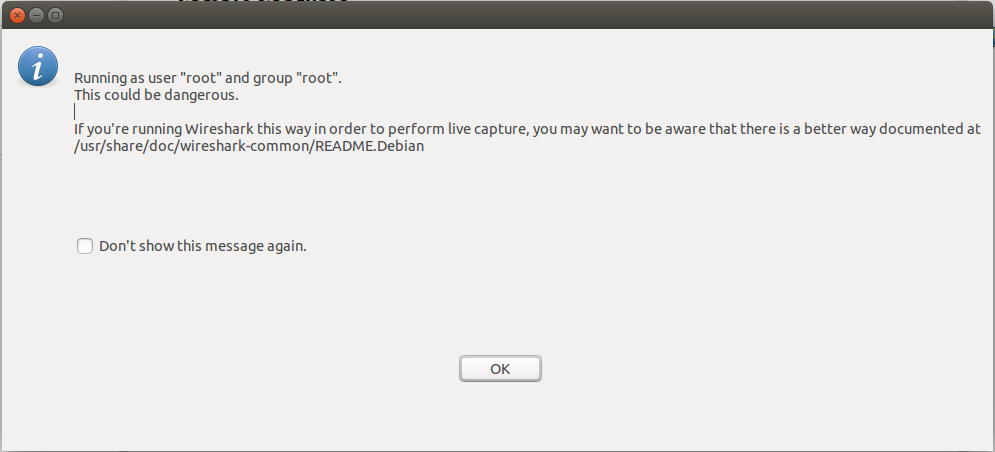 Running as user "root" and group "root".
This could be dangerous.
If you're running Wireshark this way in order to perform live capture, you may want to be aware that there is a better way documented at
/usr/share/doc/wireshark-common/README.Debian
Don't show this message again.
OK